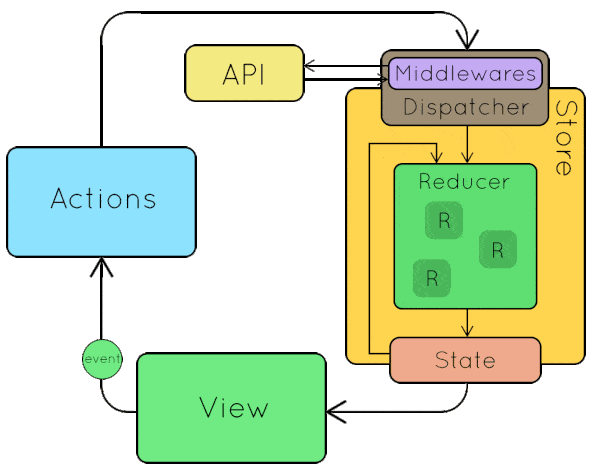 API
Middlewares
Dispatcher
Store
Actions
Reducer
R
R
R
event
State
View